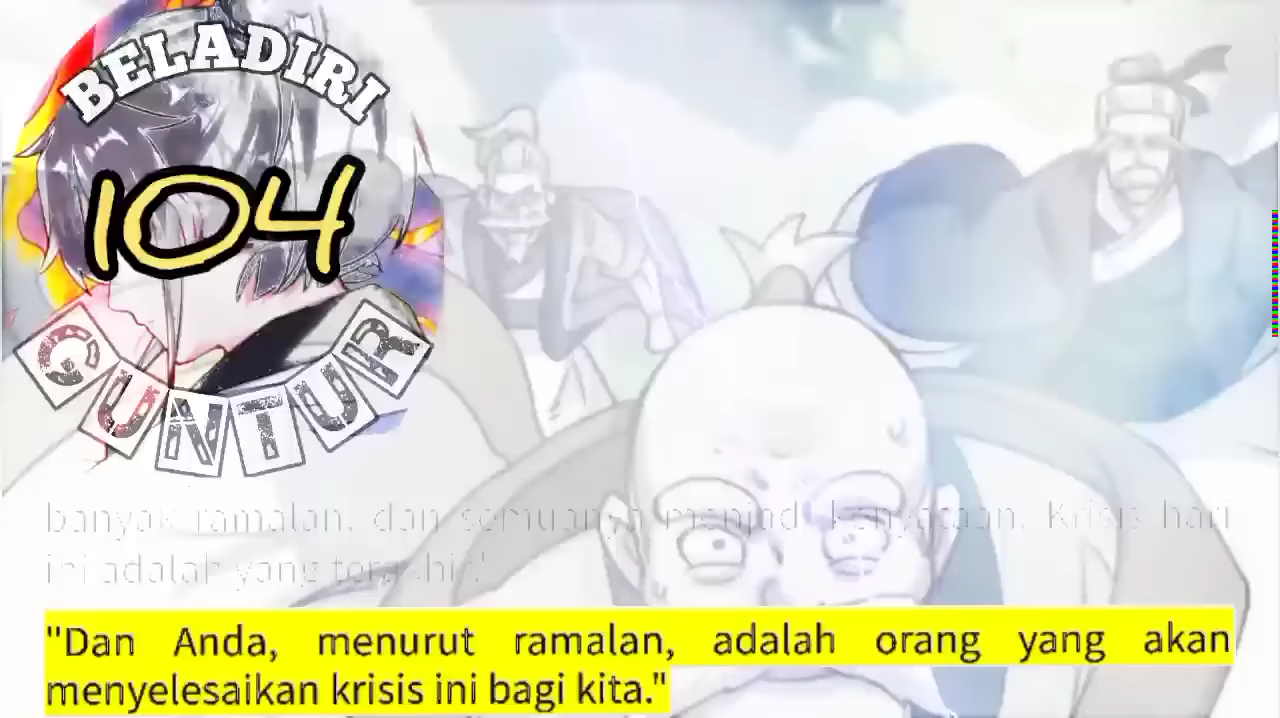 BELADIRI
104
GUNTUR
banyak ramalan, dan semuanya menjadi kenyataan. Krisis hari
ini adalah yang terakhir.
"Dan Anda, menurut ramalan, adalah orang yang akan
menyelesaikan krisis ini bagi kita."